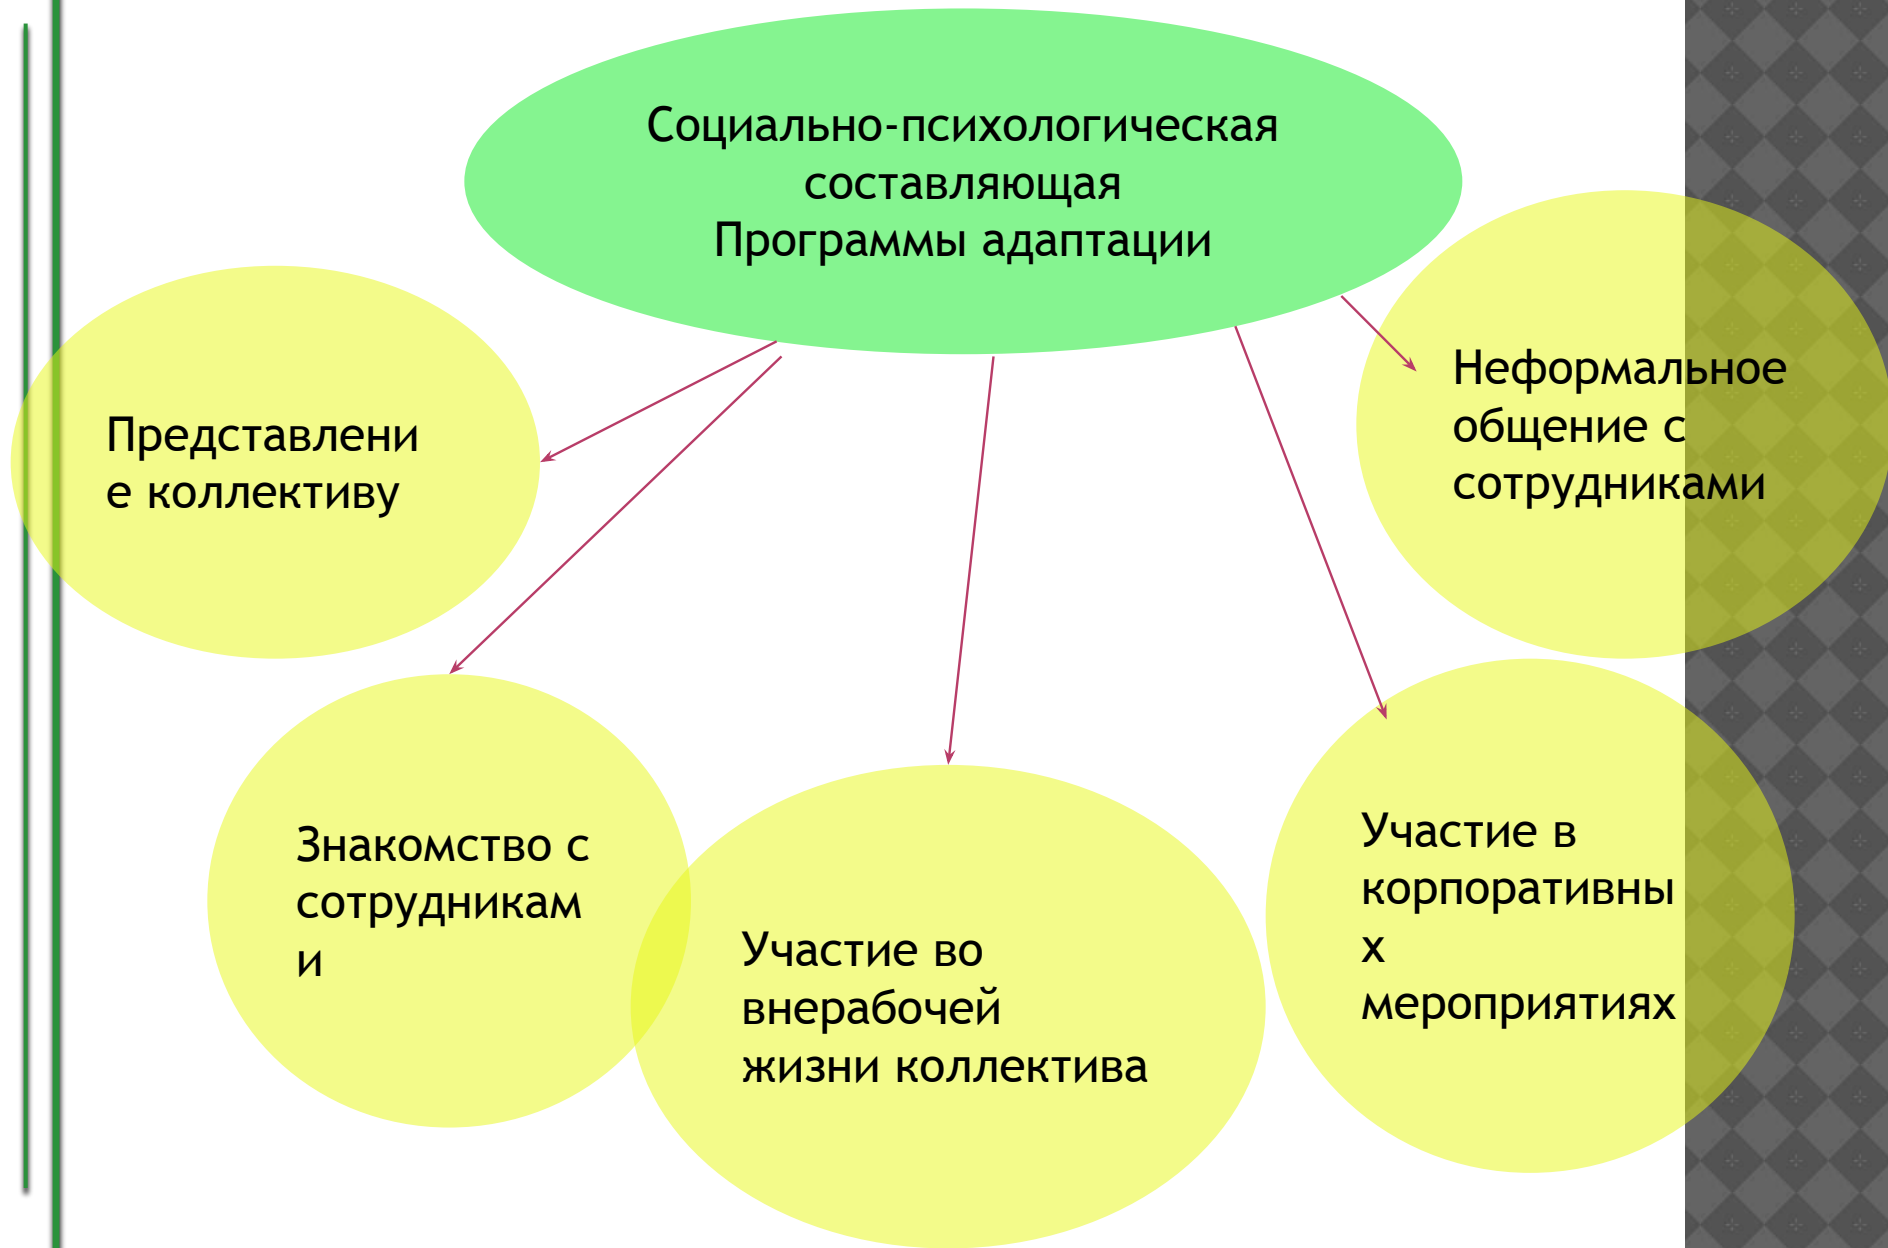 Социально-психологическая
составляющая
Программы адаптации
Представлени
е коллективу
Знакомство с
сотрудникам
и
Участие во
внерабочей
жизни коллектива
Участие в
корпоративны
х
мероприятиях
Неформальное
общение с
сотрудниками